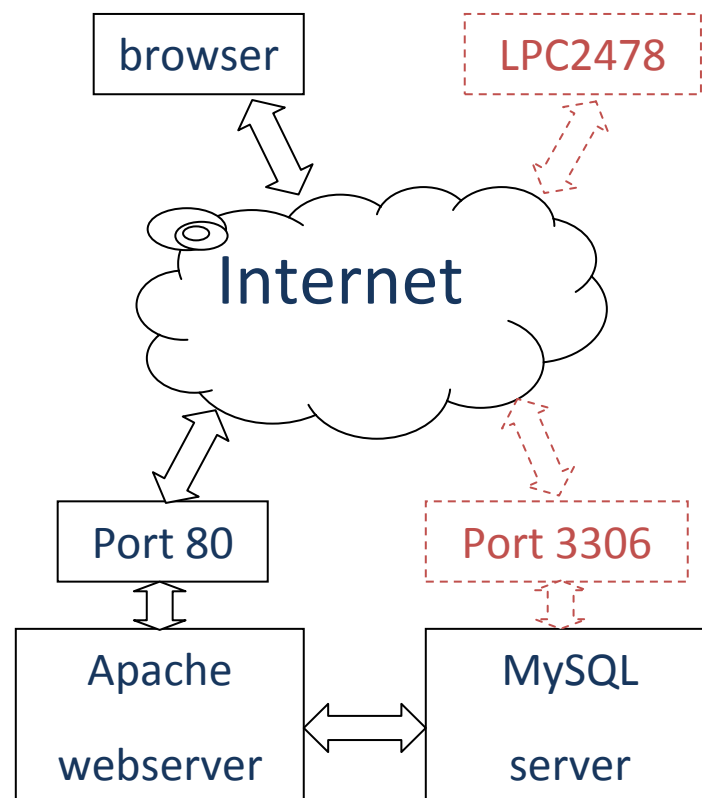 browser
LPC2478
Internet
Port 80
Port 3306
Apache
webserver
MySQL
server